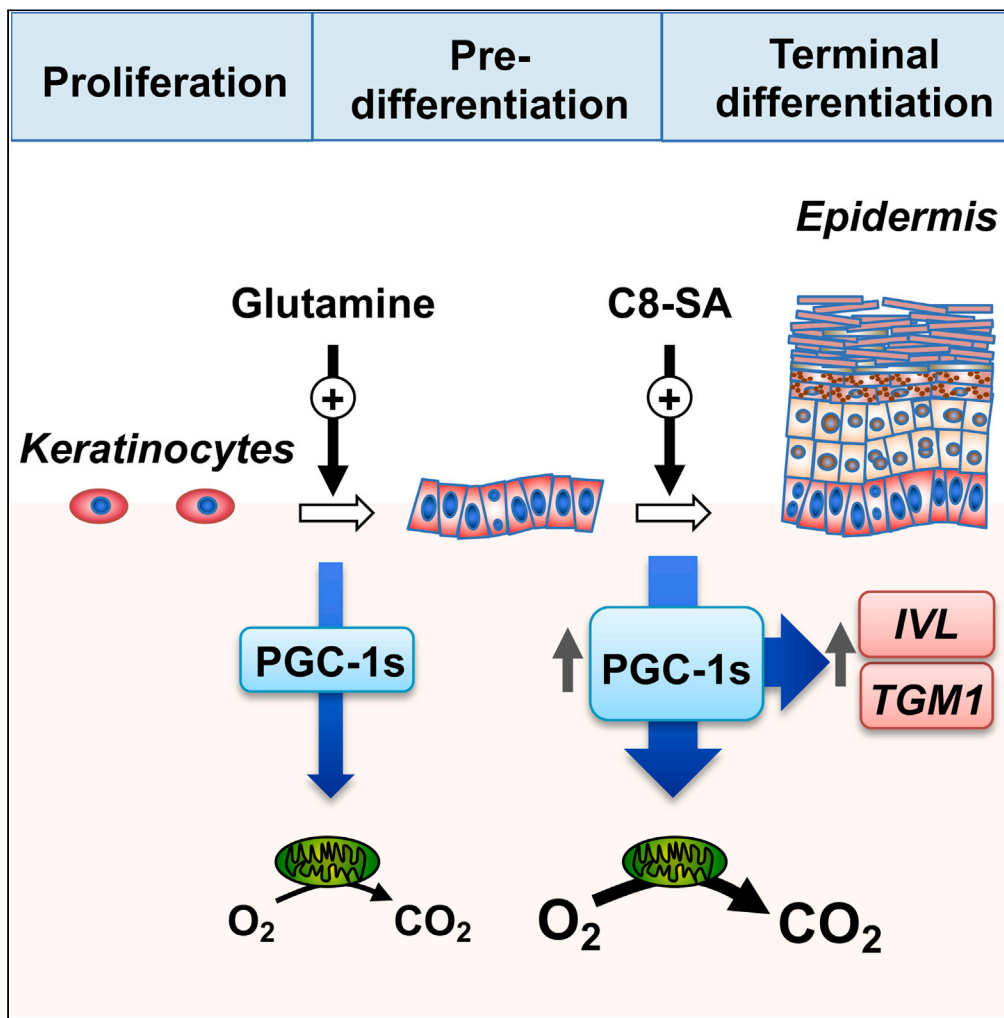 Proliferation
Pre-
differentiation
Terminal
differentiation
Epidermis
Glutamine
C8-SA
+
+
Keratinocytes
PGC-1s
PGC-1s
IVL
TGM1
O₂
CO₂
O₂
CO₂